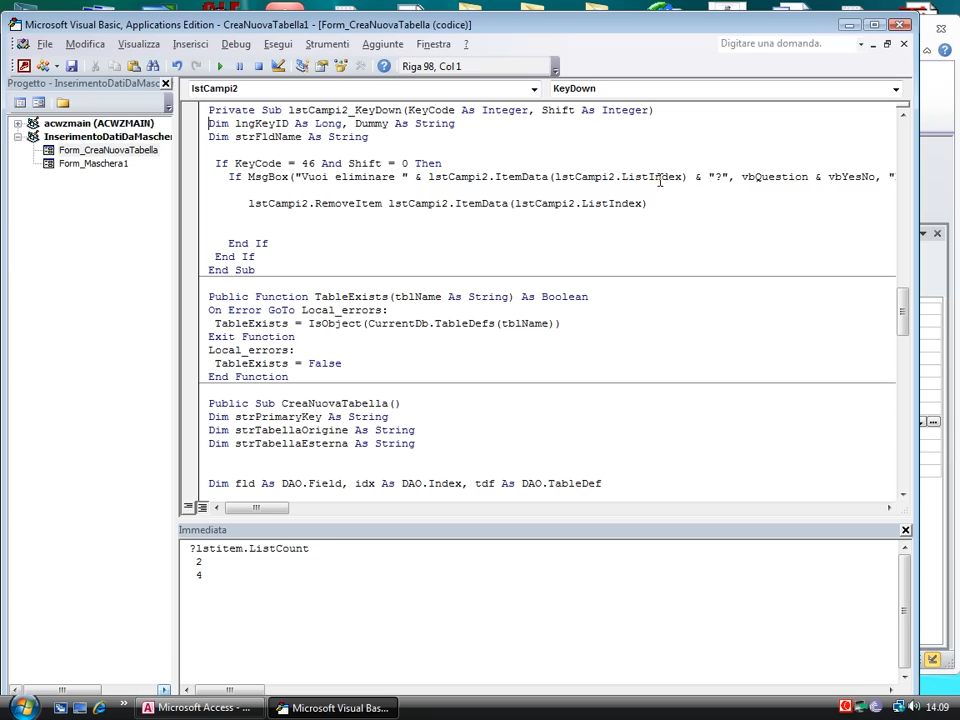 Microsoft Visual Basic, Applications Edition - CreaNuovaTabella1 - [Form_CreaNuovaTabella (codice)]
File Modifica Visualizza Inserisci Debug Esegui Strumenti Aggiunte Finestra ?
Digitare una domanda.
Riga 98, Col 1
Progetto - InserimentoDatiDaMasc
lstCampi2
KeyDown
acwzmain (ACWZMAIN)
InserimentoDatiDaMascher
Form_CreaNuovaTabella
Form_Maschera1
Private Sub lstCampi2_KeyDown(KeyCode As Integer, Shift As Integer)
Dim lngKeyID As Long, Dummy As String
Dim strFldName As String
If KeyCode = 46 And Shift = 0 Then
If MsgBox("Vuoi eliminare " & lstCampi2.ItemData(lstCampi2.ListIndex) & "?", vbQuestion & vbYesNo, "
lstCampi2.RemoveItem lstCampi2.ItemData(lstCampi2.ListIndex)
End If
End If
End Sub
Public Function TableExists(tblName As String) As Boolean
On Error GoTo Local_errors:
TableExists = IsObject(CurrentDb.TableDefs(tblName))
Exit Function
Local_errors:
TableExists = False
End Function
Public Sub CreaNuovaTabella()
Dim strPrimaryKey As String
Dim strTabellaOrigine As String
Dim strTabellaEsterna As String
Dim fld As DAO.Field, idx As DAO.Index, tdf As DAO.TableDef
Immediata
?lstitem.ListCount
2
4
Microsoft Access - ...
Microsoft Visual Bas...
14.09